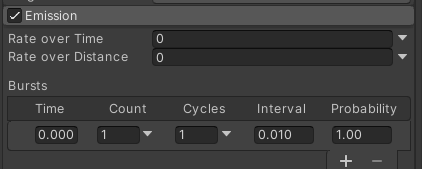 Emission
Rate over Time 0
Rate over Distance 0
Bursts
Time Count Cycles Interval Probability
0.000 1 1 0.010 1.00
+ −